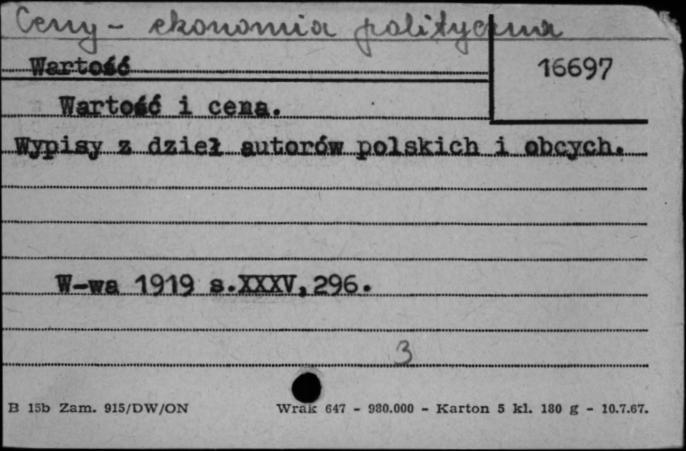 Ceny - ekonomia polityczna
Wartość
16697
Wartość i cena.
Wypisy z dzieł autorów polskich i obcych.
W-wa 1919 s.XXXV,296.
3
B 15b Zam. 915/DW/ON Wrak 647 - 980.000 - Karton 5 kl. 180 g - 10.7.67.